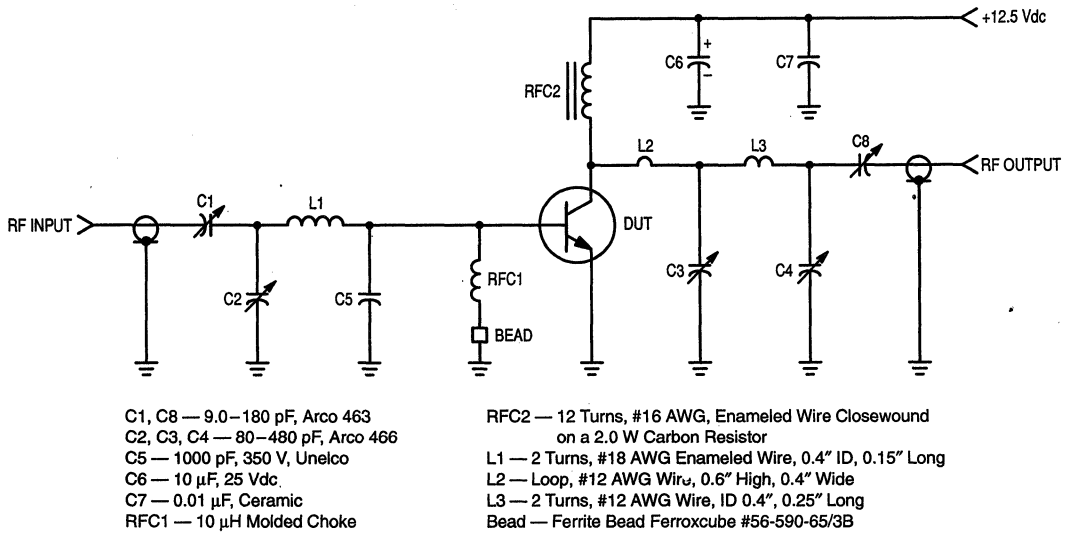 +12.5 Vdc
+
C6
C7
−
RFC2
L2
L3
C8
RF OUTPUT
C1
L1
DUT
RF INPUT
C3
C4
RFC1
C2
C5
BEAD
C1, C8 — 9.0–180 pF, Arco 463
C2, C3, C4 — 80–480 pF, Arco 466
C5 — 1000 pF, 350 V, Unelco
C6 — 10 µF, 25 Vdc
C7 — 0.01 µF, Ceramic
RFC1 — 10 µH Molded Choke
RFC2 — 12 Turns, #16 AWG, Enameled Wire Closewound
on a 2.0 W Carbon Resistor
L1 — 2 Turns, #18 AWG Enameled Wire, 0.4″ ID, 0.15″ Long
L2 — Loop, #12 AWG Wire, 0.6″ High, 0.4″ Wide
L3 — 2 Turns, #12 AWG Wire, ID 0.4″, 0.25″ Long
Bead — Ferrite Bead Ferroxcube #56-590-65/3B